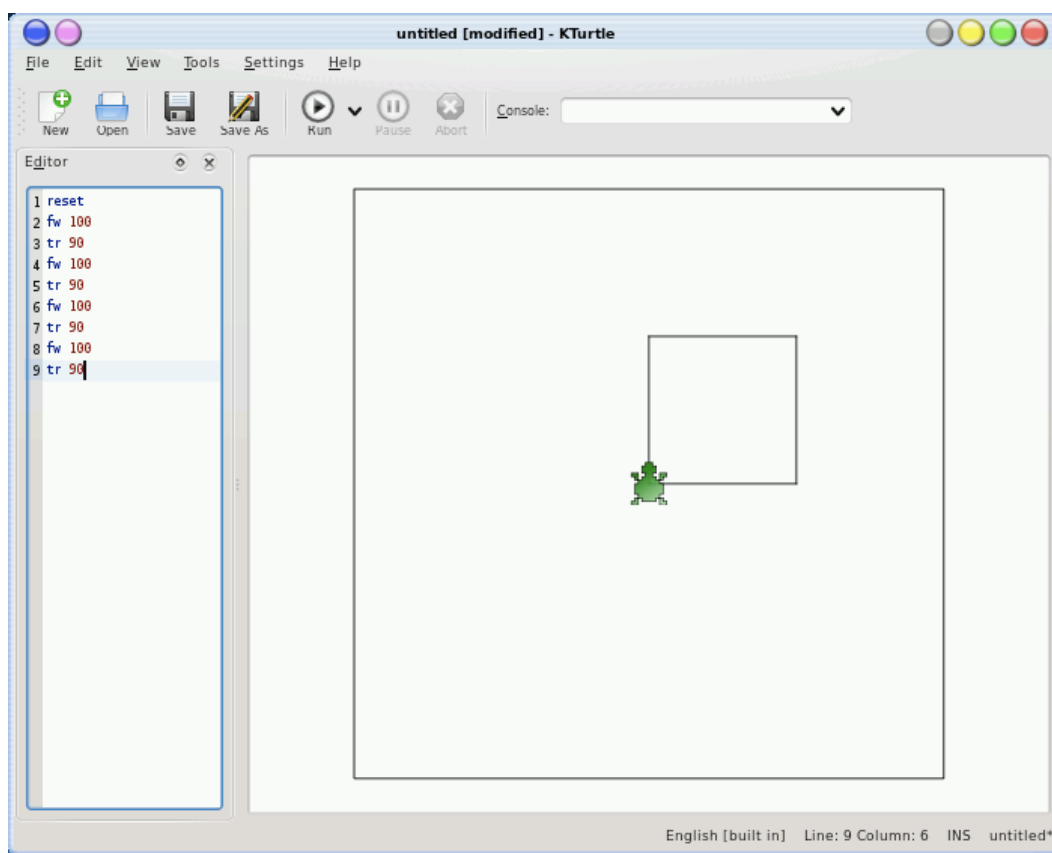 untitled [modified] - KTurtle
File Edit View Tools Settings Help
New Open Save Save As Run Pause Abort Console:
Editor
1 reset
2 fw 100
3 tr 90
4 fw 100
5 tr 90
6 fw 100
7 tr 90
8 fw 100
9 tr 90
English [built in] Line: 9 Column: 6 INS untitled*